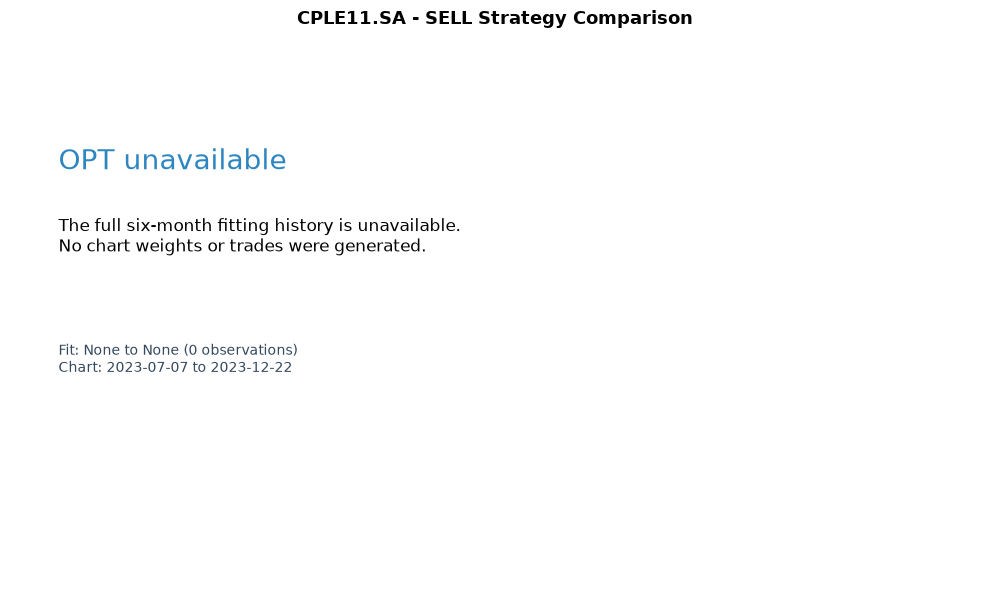 CPLE11.SA - SELL Strategy Comparison
OPT unavailable
The full six-month fitting history is unavailable.
No chart weights or trades were generated.
Fit: None to None (0 observations)
Chart: 2023-07-07 to 2023-12-22